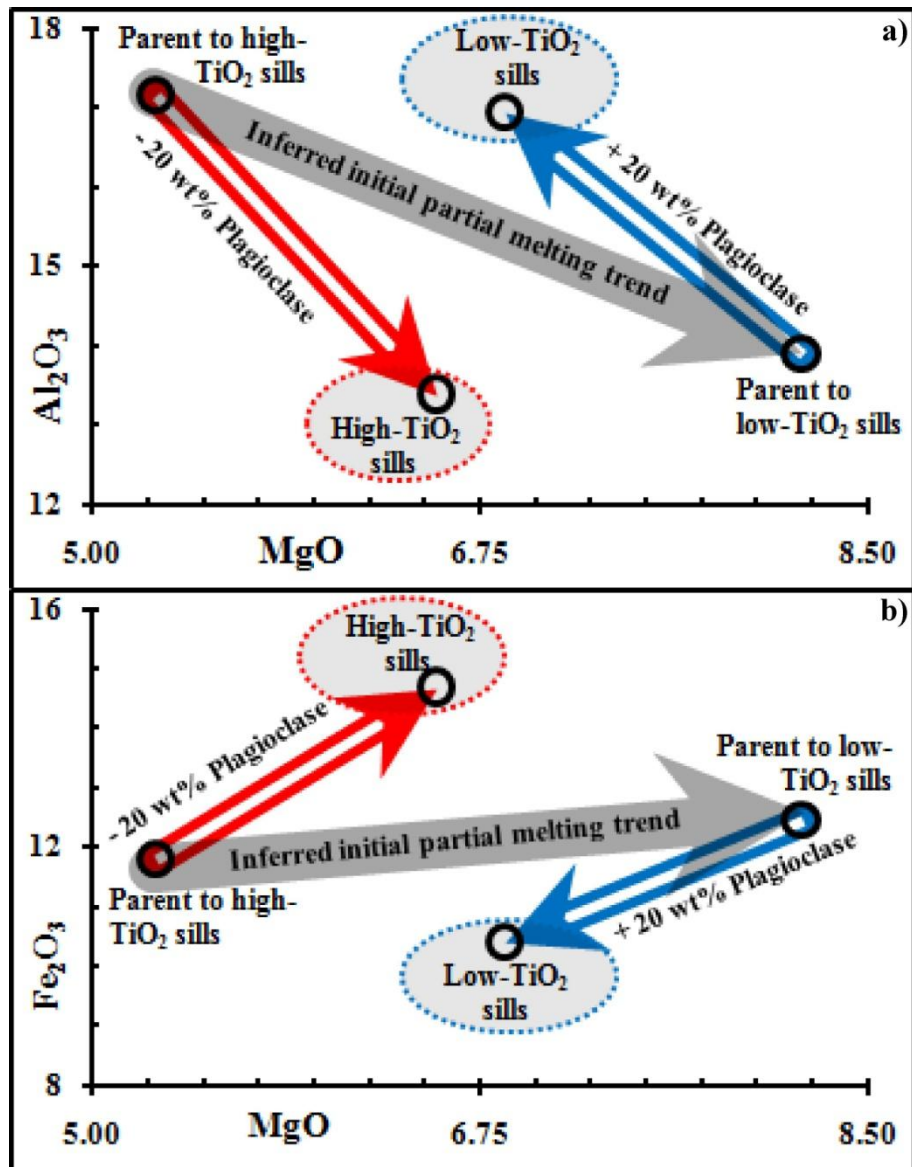 a)
18
Parent to high-
TiO2 sills
Low-TiO2
sills
Inferred initial partial melting trend
- 20 wt% Plagioclase
+ 20 wt% Plagioclase
15
Al2O3
High-TiO2
sills
Parent to
low-TiO2 sills
12
5.00
MgO
6.75
8.50
b)
16
High-TiO2
sills
- 20 wt% Plagioclase
Parent to low-
TiO2 sills
12
Inferred initial partial melting trend
+ 20 wt% Plagioclase
Parent to high-
TiO2 sills
Fe2O3
Low-TiO2
sills
8
5.00
MgO
6.75
8.50